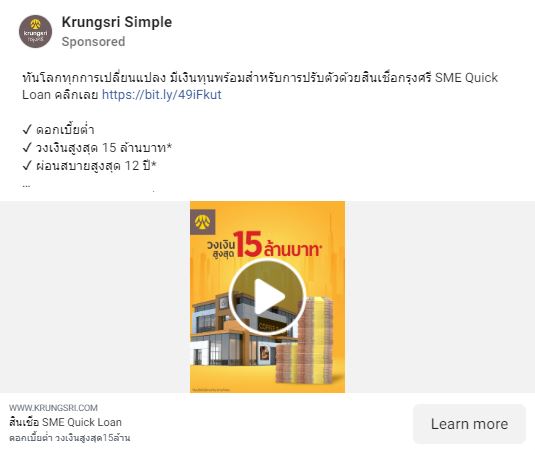 Krungsri Simple
Sponsored
krungsri
กรุงศรี
ทันโลกทุกการเปลี่ยนแปลง มีเงินทุนพร้อมสำหรับการปรับตัวด้วยสินเชื่อกรุงศรี SME Quick
Loan คลิกเลย https://bit.ly/49iFkut
✓ ดอกเบี้ยต่ำ
✓ วงเงินสูงสุด 15 ล้านบาท*
✓ ผ่อนสบายสูงสุด 12 ปี*
...
วงเงิน
สูงสุด 15 ล้านบาท*
WWW.KRUNGSRI.COM
สินเชื่อ SME Quick Loan
ดอกเบี้ยต่ำ วงเงินสูงสุด15ล้าน
Learn more